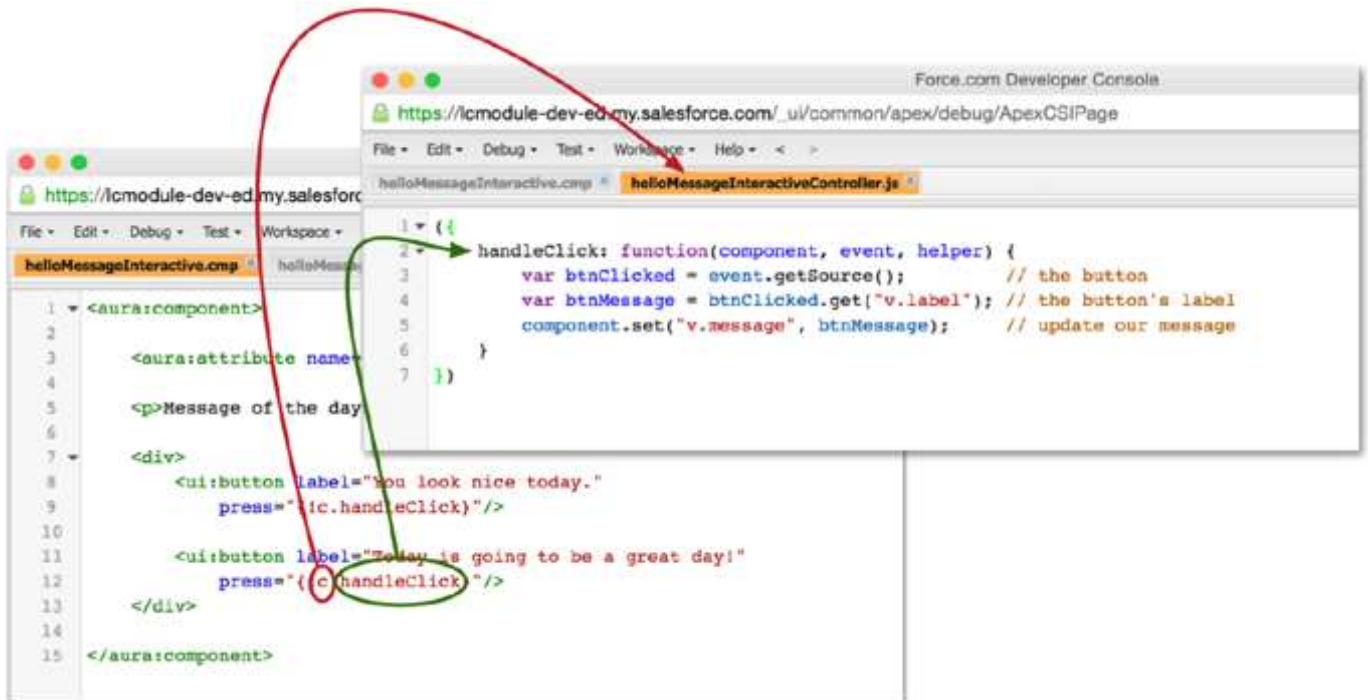 Force.com Developer Console
https://lcmodule-dev-ed.my.salesforce.com/_ui/common/apex/debug/ApexCSIPage
File Edit Debug Test Workspace Help < >
helloMessageInteractive.cmp helloMessageInteractiveController.js
1 ({
2 handleClick: function(component, event, helper) {
3 var btnClicked = event.getSource(); // the button
4 var btnMessage = btnClicked.get("v.label"); // the button's label
5 component.set("v.message", btnMessage); // update our message
6 }
7 })
https://lcmodule-dev-ed.my.salesforc
File Edit Debug Test Workspace
helloMessageInteractive.cmp
1 <aura:component>
2
3 <aura:attribute name=
4
5 <p>Message of the day
6
7 <div>
8 <ui:button label="You look nice today."
9 press="{!c.handleClick}"/>
10
11 <ui:button label="Today is going to be a great day!"
12 press="{!c.handleClick}"/>
13 </div>
14
15 </aura:component>